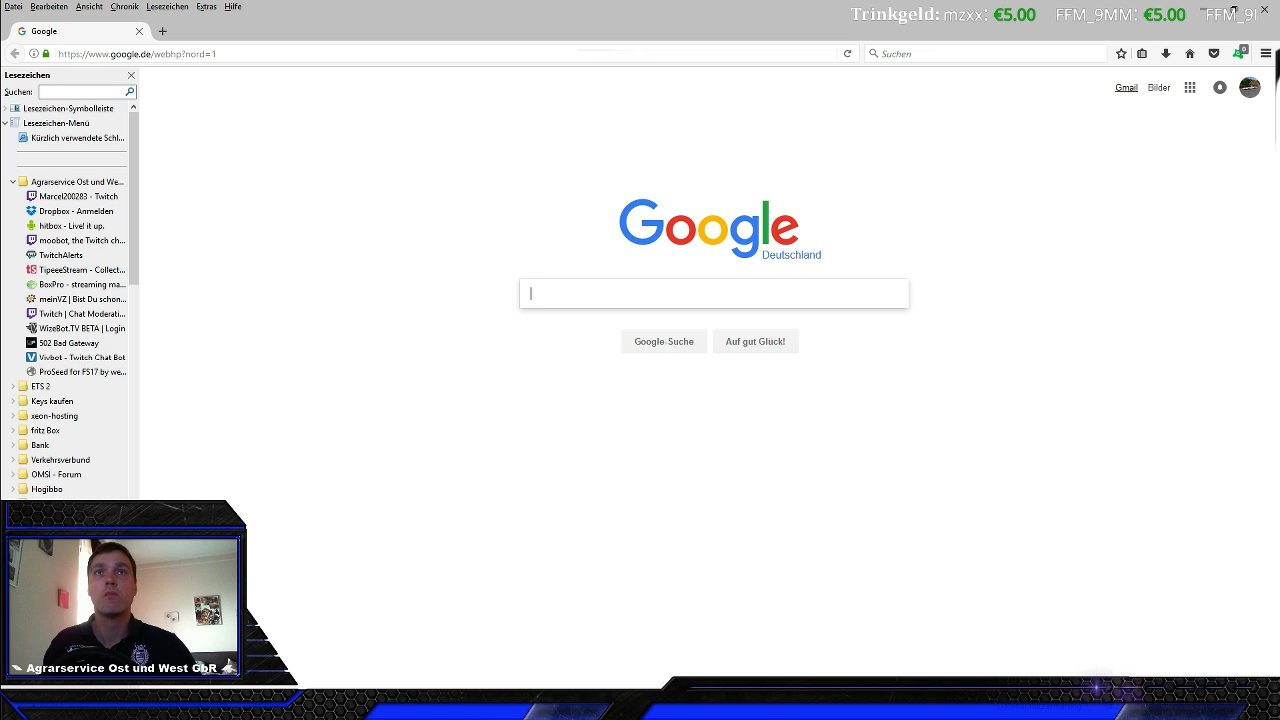 Datei Bearbeiten Ansicht Chronik Lesezeichen Extras Hilfe
Trinkgeld: mzxx: €5.00 FFM_9MM: €5.00 FFM_9I
Google
https://www.google.de/webhp?nord=1
Suchen
Lesezeichen
Suchen:
Gmail Bilder
Lesezeichen-Symbolleiste
Lesezeichen-Menü
Kürzlich verwendete Schl...
Agrarservice Ost und We...
Marcel200283 - Twitch
Dropbox - Anmelden
hitbox - Live it up.
moobot, the Twitch ch...
TwitchAlerts
TipeeeStream - Collect...
BoxPro - streaming ma...
meinVZ | Bist Du schon...
Twitch | Chat Moderati...
WizeBot.TV BETA | Login
502 Bad Gateway
Vivbot - Twitch Chat Bot
ProSeed for FS17 by we...
ETS 2
Keys kaufen
xeon-hosting
fritz Box
Bank
Verkehrsverbund
OMSI - Forum
Hogibbo
Google
Deutschland
Google-Suche Auf gut Glück!
Agrarservice Ost und West GbR